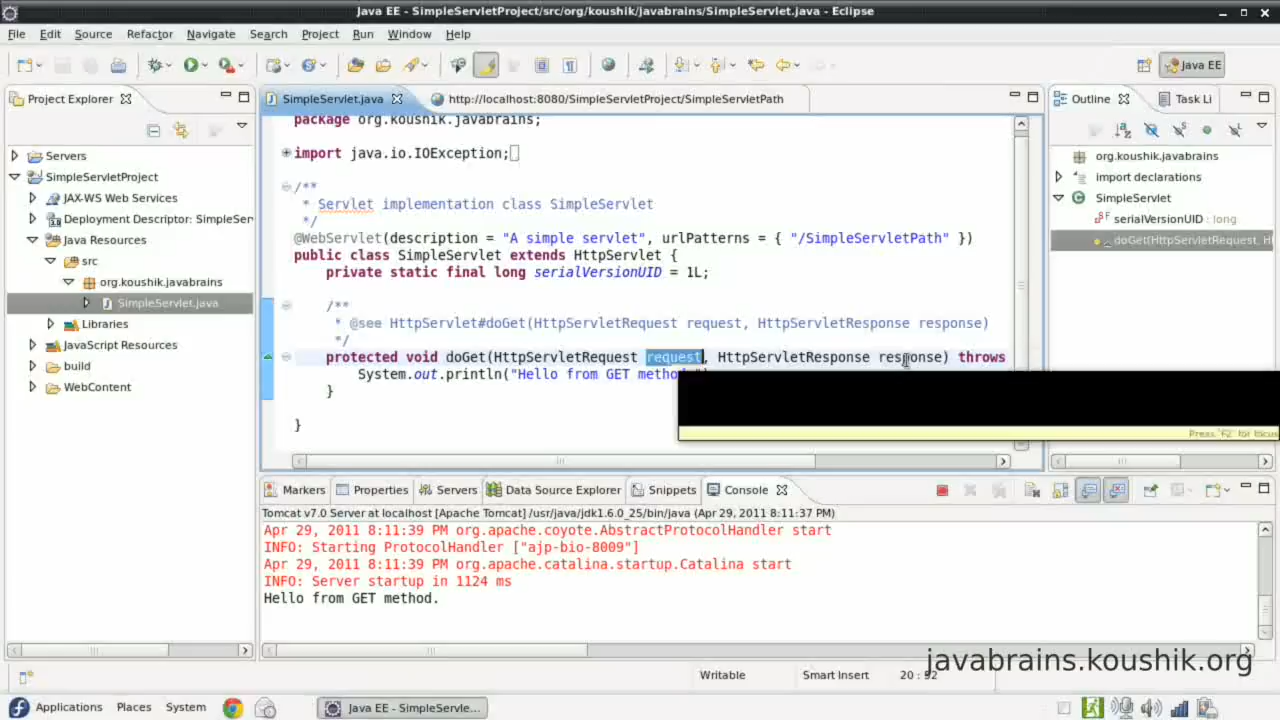 Java EE - SimpleServletProject/src/org/koushik/javabrains/SimpleServlet.java - Eclipse
File Edit Source Refactor Navigate Search Project Run Window Help
Java EE
Project Explorer
SimpleServlet.java
http://localhost:8080/SimpleServletProject/SimpleServletPath
Outline
Task Li
Servers
SimpleServletProject
JAX-WS Web Services
Deployment Descriptor: SimpleSer
Java Resources
src
org.koushik.javabrains
SimpleServlet.java
Libraries
JavaScript Resources
build
WebContent
package org.koushik.javabrains;
import java.io.IOException;
/**
* Servlet implementation class SimpleServlet
*/
@WebServlet(description = "A simple servlet", urlPatterns = { "/SimpleServletPath" })
public class SimpleServlet extends HttpServlet {
private static final long serialVersionUID = 1L;
/**
* @see HttpServlet#doGet(HttpServletRequest request, HttpServletResponse response)
*/
protected void doGet(HttpServletRequest request, HttpServletResponse response) throws
System.out.println("Hello from GET method
}
}
Press 'F2' for focus
org.koushik.javabrains
import declarations
SimpleServlet
serialVersionUID : long
doGet(HttpServletRequest, H
Markers
Properties
Servers
Data Source Explorer
Snippets
Console
Tomcat v7.0 Server at localhost [Apache Tomcat] /usr/java/jdk1.6.0_25/bin/java (Apr 29, 2011 8:11:37 PM)
Apr 29, 2011 8:11:39 PM org.apache.coyote.AbstractProtocolHandler start
INFO: Starting ProtocolHandler ["ajp-bio-8009"]
Apr 29, 2011 8:11:39 PM org.apache.catalina.startup.Catalina start
INFO: Server startup in 1124 ms
Hello from GET method.
javabrains.koushik.org
Writable
Smart Insert
20 : 52
Applications Places System
Java EE - SimpleServle...